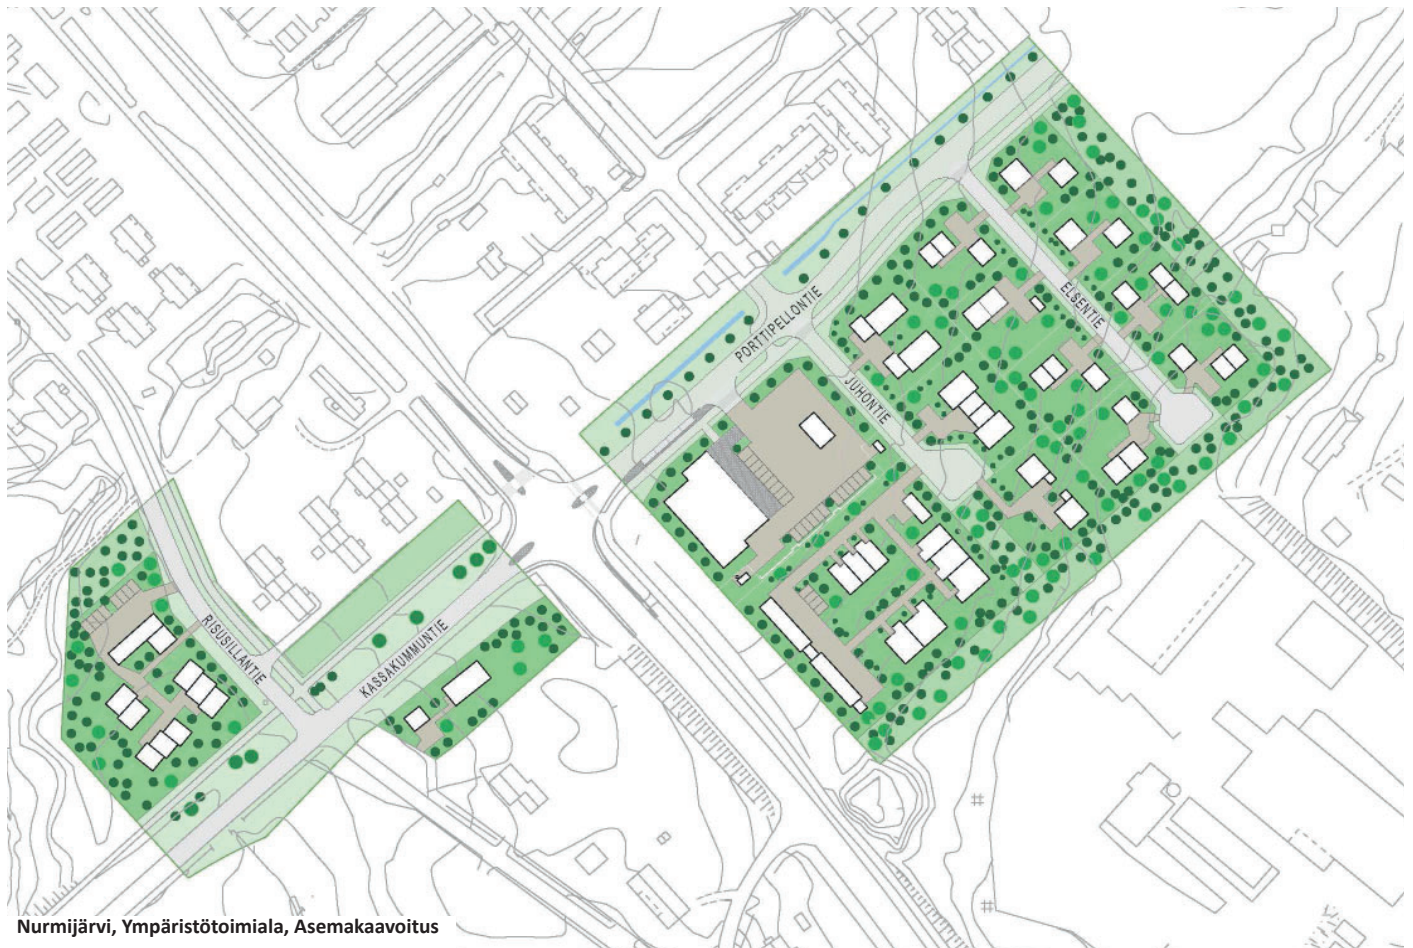 PORTTIPELLONTIE
ELSENTIE
JUHONTIE
RISUSILLANTIE
KASSAKUMMUNTIE
Nurmijärvi, Ympäristötoimiala, Asemakaavoitus